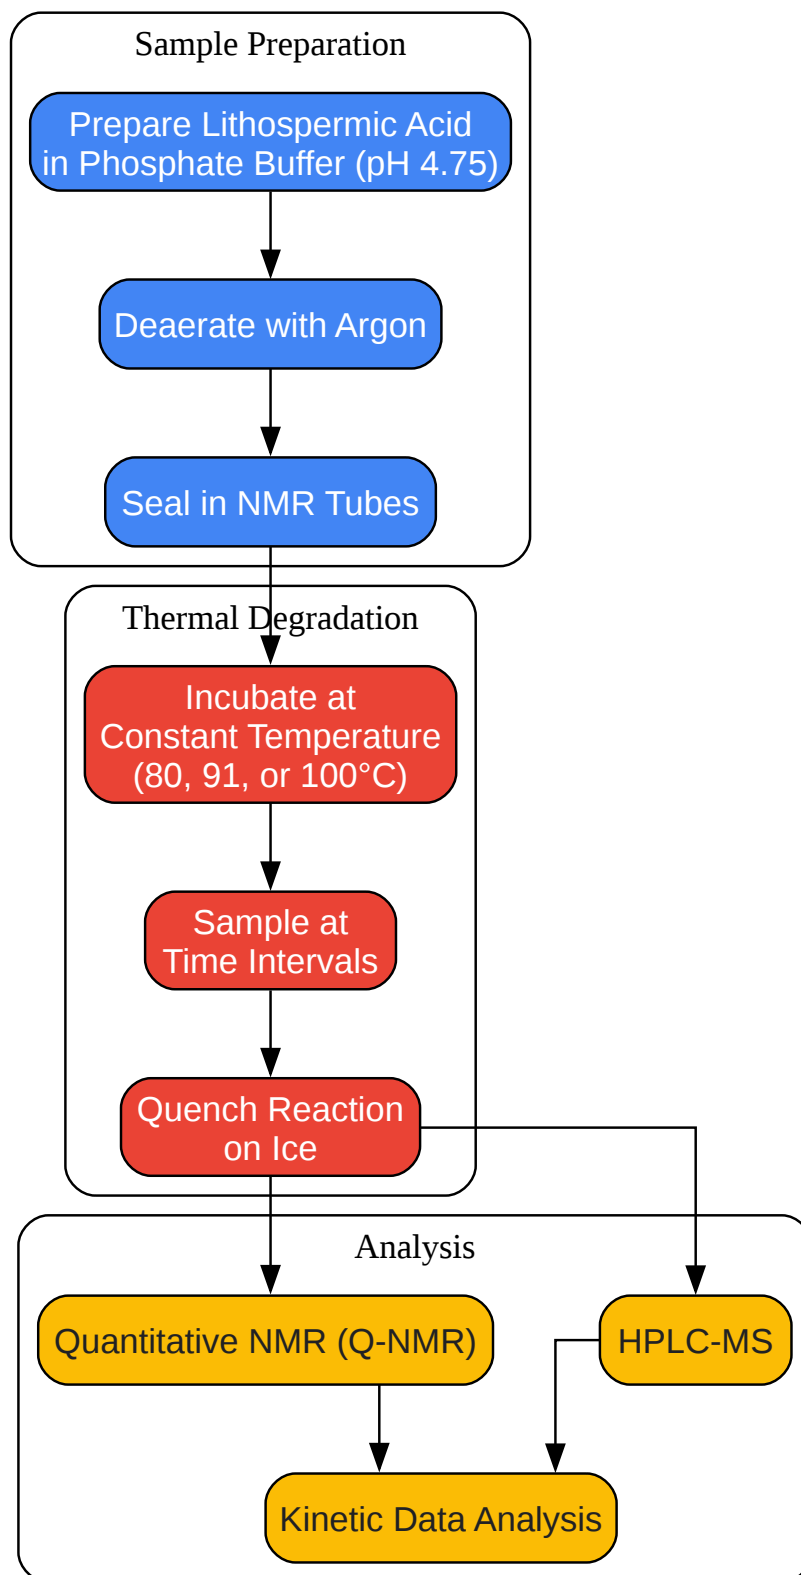 Sample Preparation
Prepare Lithospermic Acid
in Phosphate Buffer (pH 4.75)
Deaerate with Argon
Seal in NMR Tubes
Thermal Degradation
Incubate at
Constant Temperature
(80, 91, or 100°C)
Sample at
Time Intervals
Quench Reaction
on Ice
Analysis
Quantitative NMR (Q-NMR)
HPLC-MS
Kinetic Data Analysis